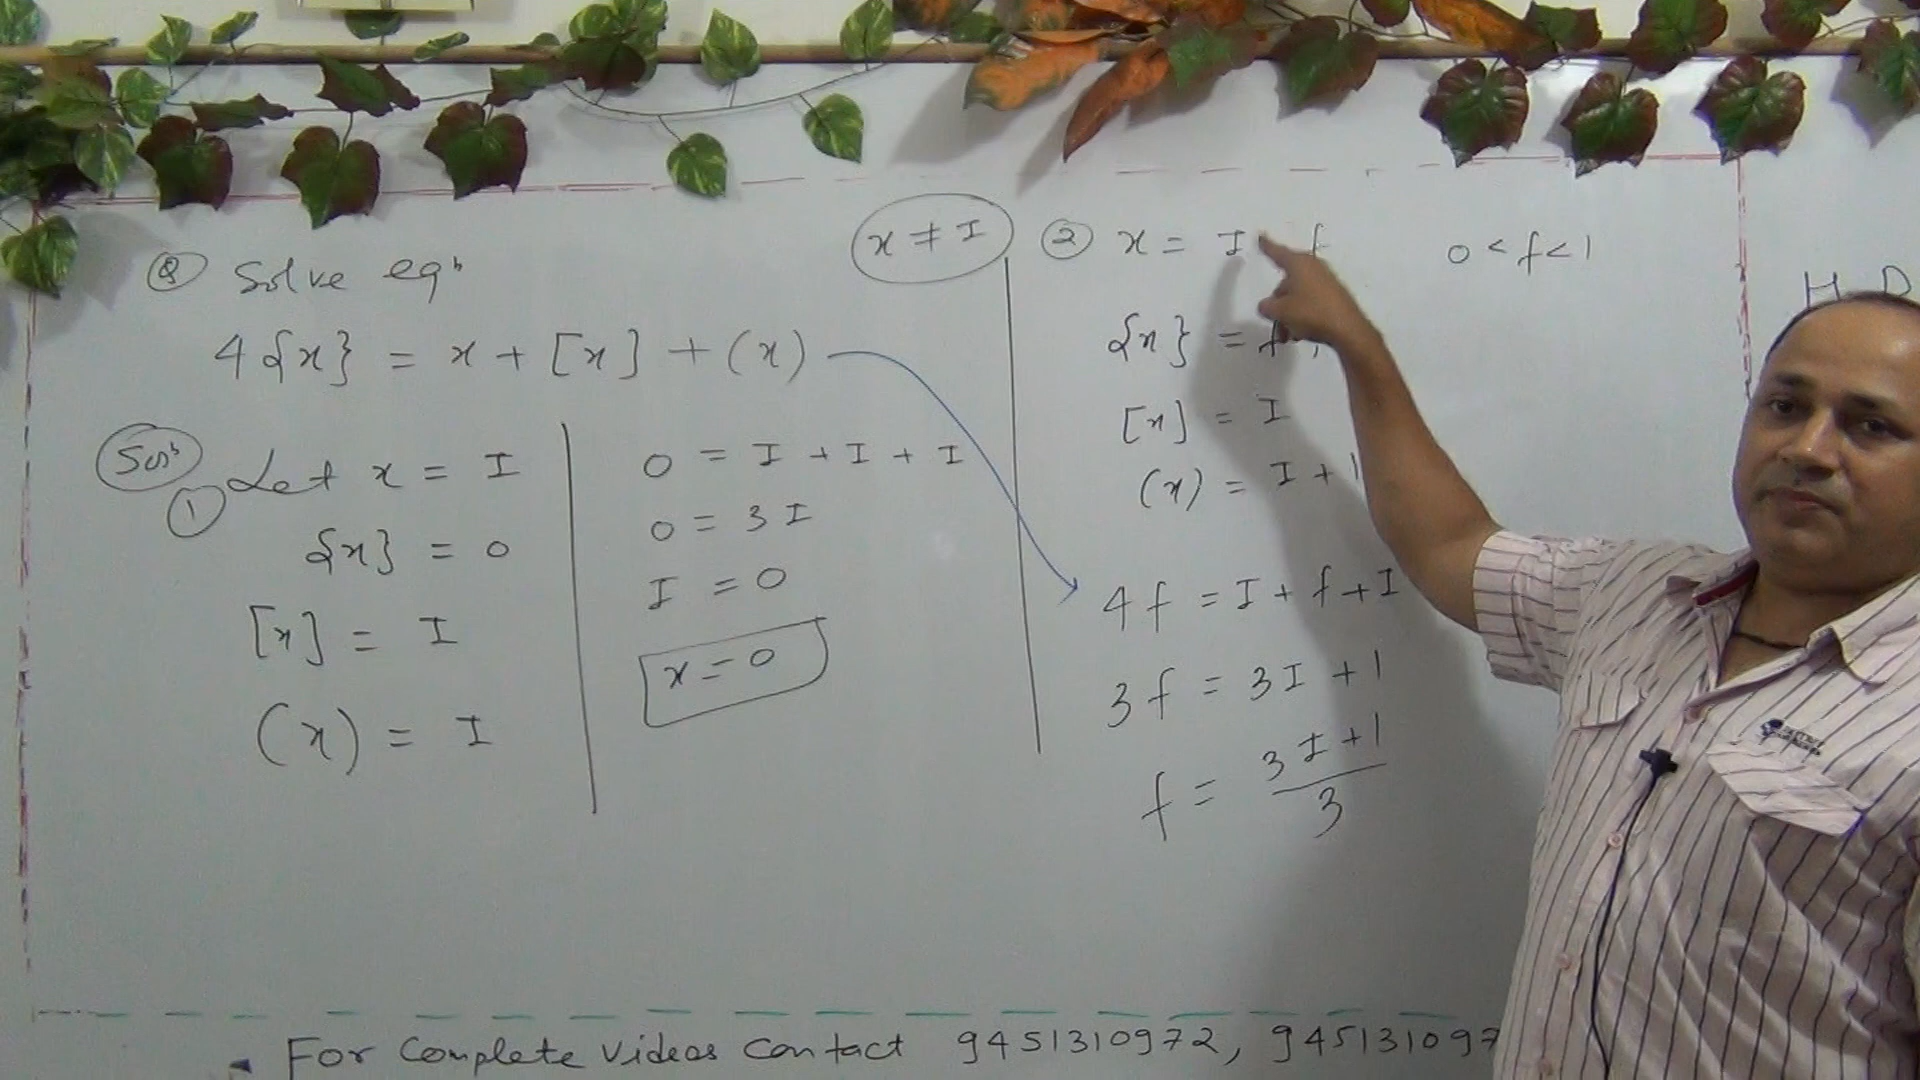 Q Solve eqⁿ
4{x} = x + [x] + (x)
Solⁿ
1 Let x = I
{x} = 0
[x] = I
(x) = I
0 = I + I + I
0 = 3I
I = 0
x = 0
x ≠ I
2 x = I f 0 < f < 1
{x} = f
[x] = I
(x) = I + 1
4f = I + f + I
3f = 3I + 1
f = 3I + 1 / 3
H D
For Complete Videos Contact 9451310972, 945131097